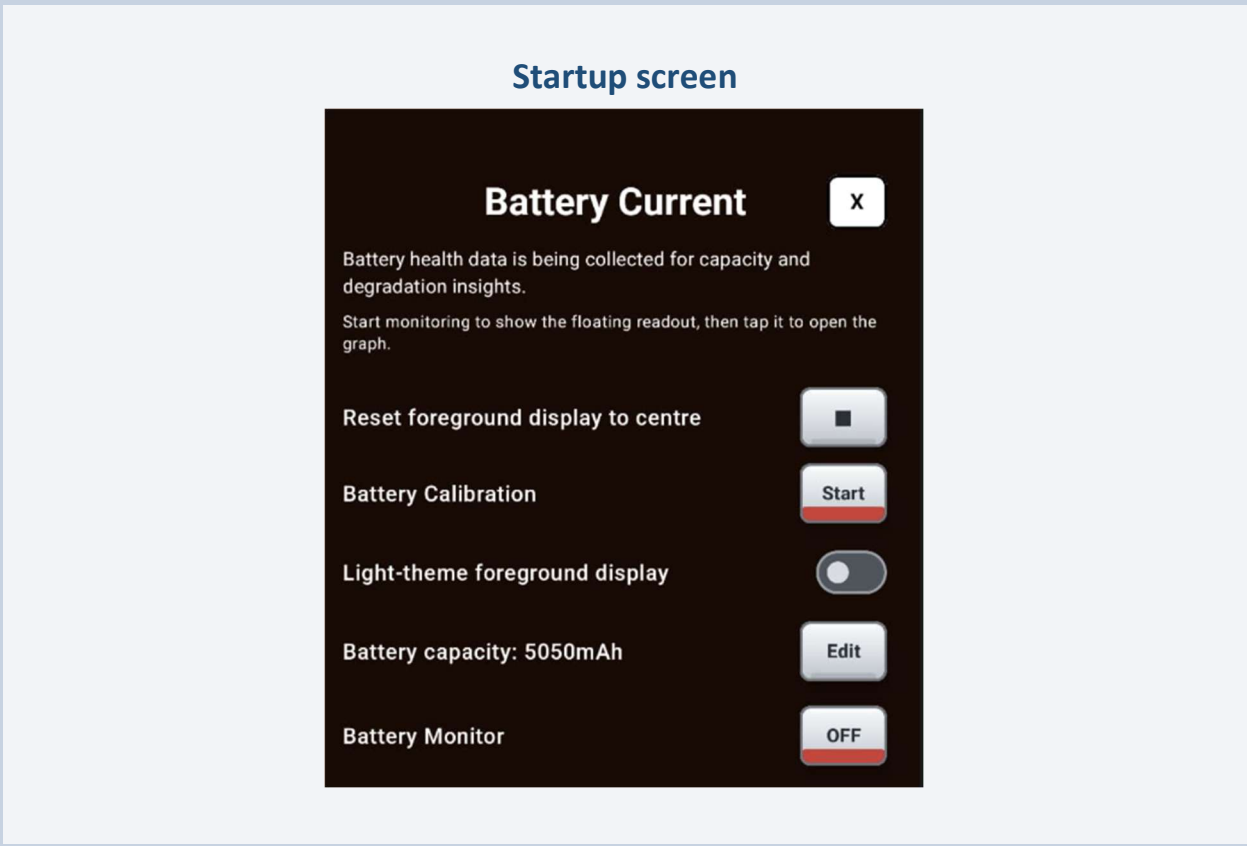 Startup screen
Battery Current
X
Battery health data is being collected for capacity and
degradation insights.
Start monitoring to show the floating readout, then tap it to open the
graph.
Reset foreground display to centre
Battery Calibration
Start
Light-theme foreground display
Battery capacity: 5050mAh
Edit
Battery Monitor
OFF